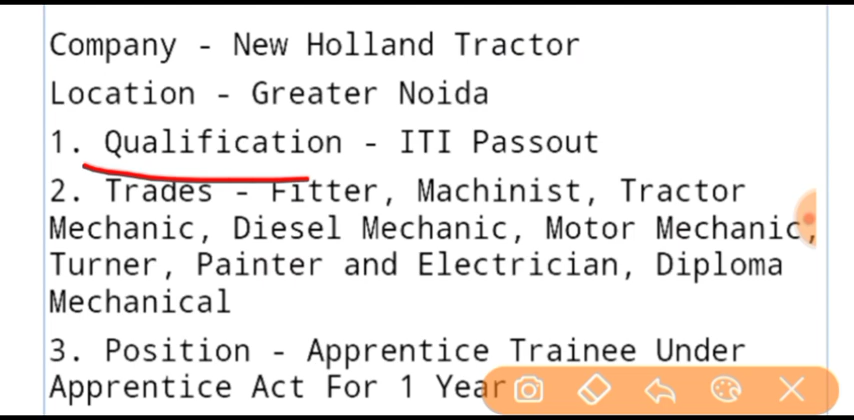 Company - New Holland Tractor
Location - Greater Noida
1. Qualification - ITI Passout
2. Trades - Fitter, Machinist, Tractor
Mechanic, Diesel Mechanic, Motor Mechanic,
Turner, Painter and Electrician, Diploma
Mechanical
3. Position - Apprentice Trainee Under
Apprentice Act For 1 Year